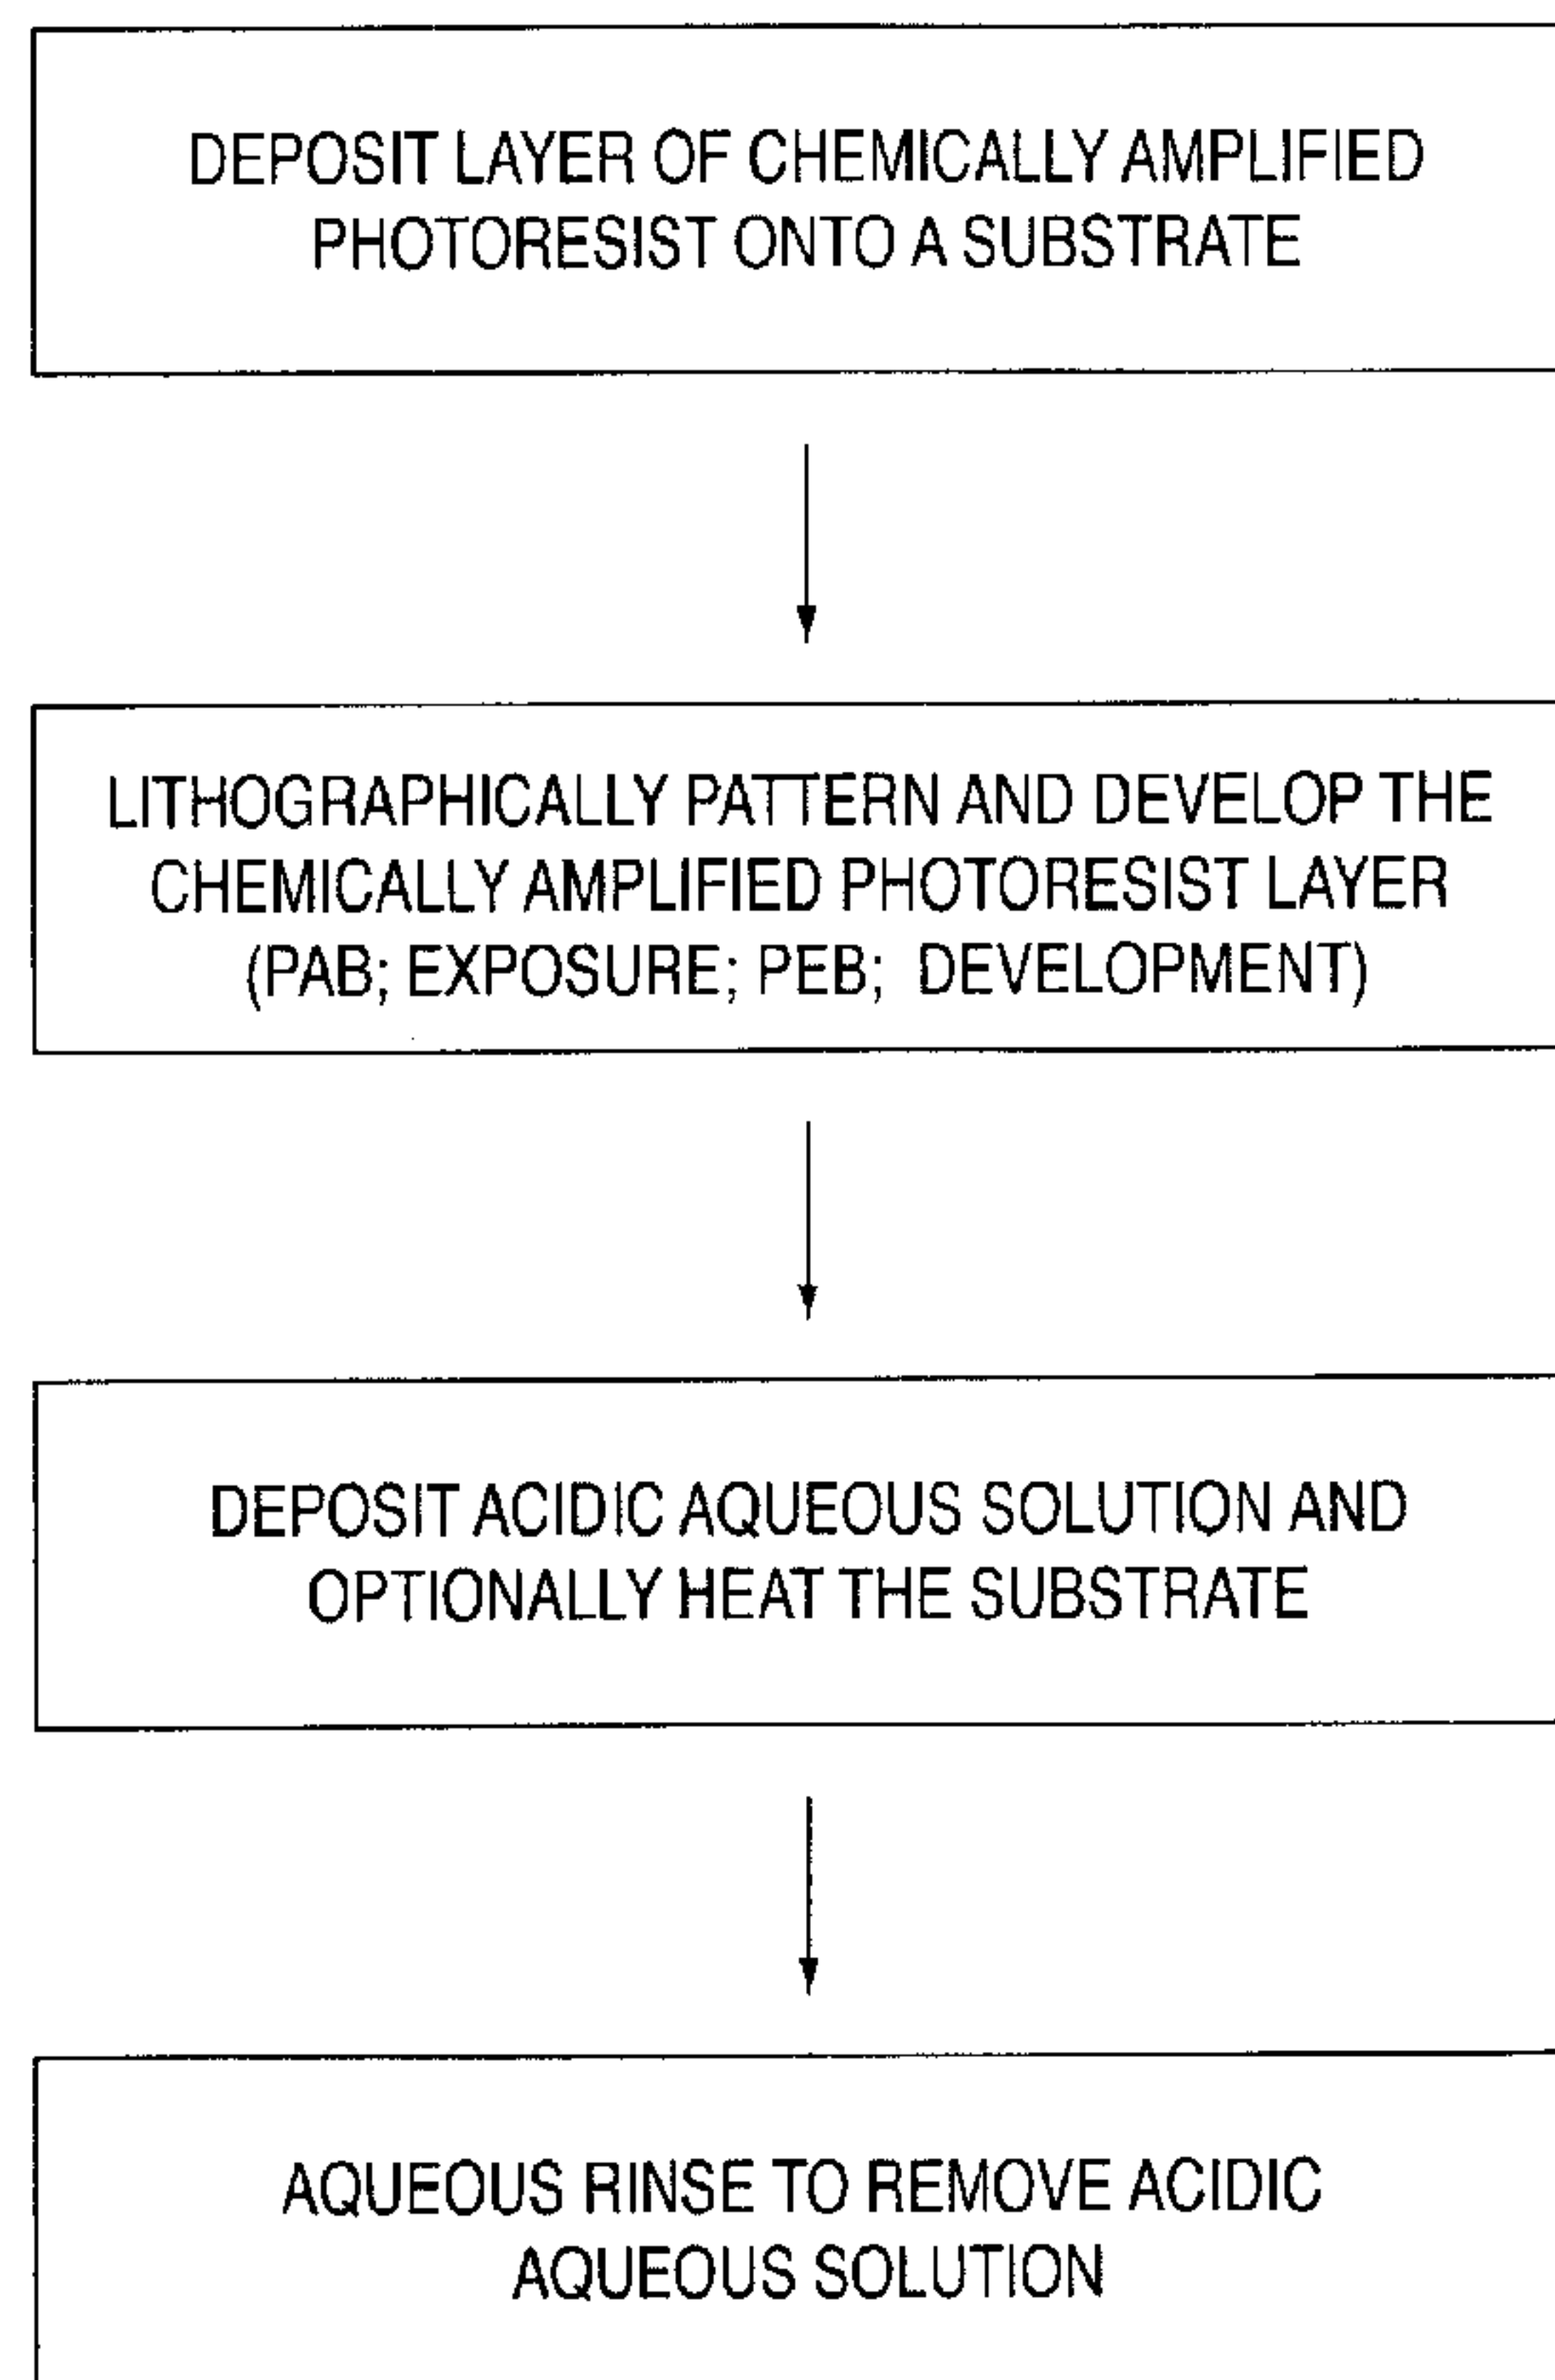 DEPOSIT LAYER OF CHEMICALLY AMPLIFIED
PHOTORESIST ONTO A SUBSTRATE
LITHOGRAPHICALLY PATTERN AND DEVELOP THE
CHEMICALLY AMPLIFIED PHOTORESIST LAYER
(PAB; EXPOSURE; PEB; DEVELOPMENT)
DEPOSIT ACIDIC AQUEOUS SOLUTION AND
OPTIONALLY HEAT THE SUBSTRATE
AQUEOUS RINSE TO REMOVE ACIDIC
AQUEOUS SOLUTION